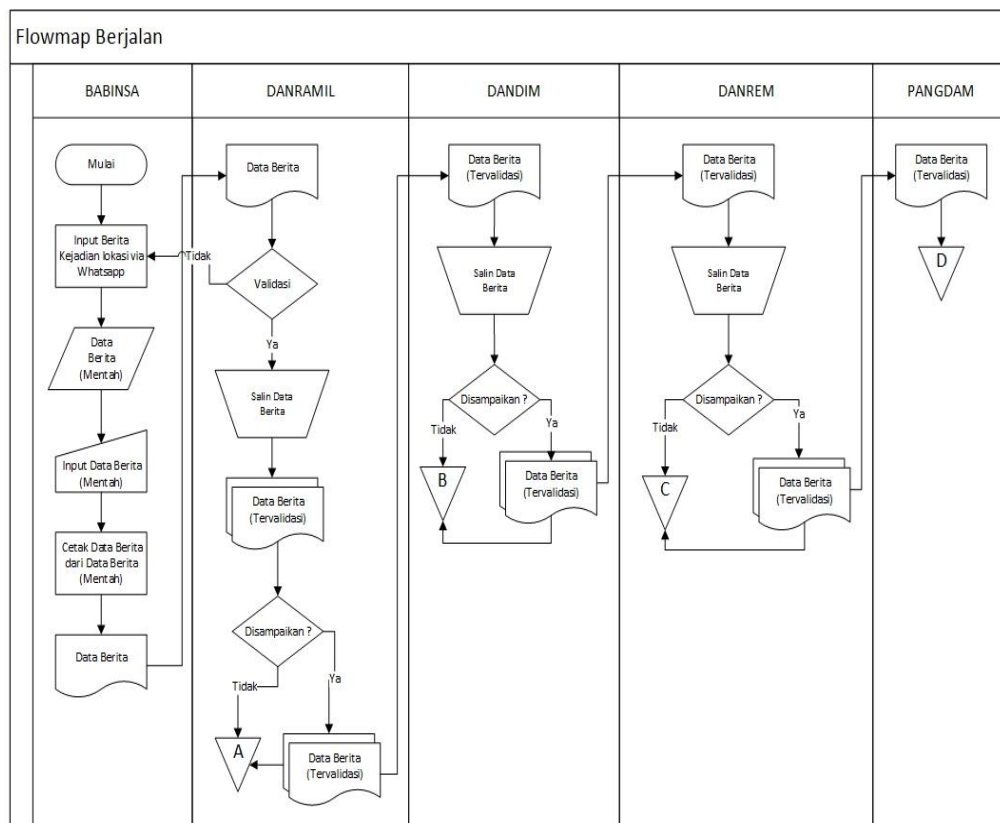 Flowmap Berjalan
BABINSA
DANRAMIL
DANDIM
DANREM
PANGDAM
Mulai
Input Berita
Kejadian lokasi via
Whatsapp
Data
Berita
(Mentah)
Input Data Berita
(Mentah)
Cetak Data Berita
dari Data Berita
(Mentah)
Data Berita
Data Berita
Tidak
Validasi
Ya
Salin Data
Berita
Data Berita
(Tervalidasi)
Disampaikan ?
Tidak
Ya
A
Data Berita
(Tervalidasi)
Data Berita
(Tervalidasi)
Salin Data
Berita
Disampaikan ?
Tidak
Ya
B
Data Berita
(Tervalidasi)
Data Berita
(Tervalidasi)
Salin Data
Berita
Disampaikan ?
Tidak
Ya
C
Data Berita
(Tervalidasi)
Data Berita
(Tervalidasi)
D